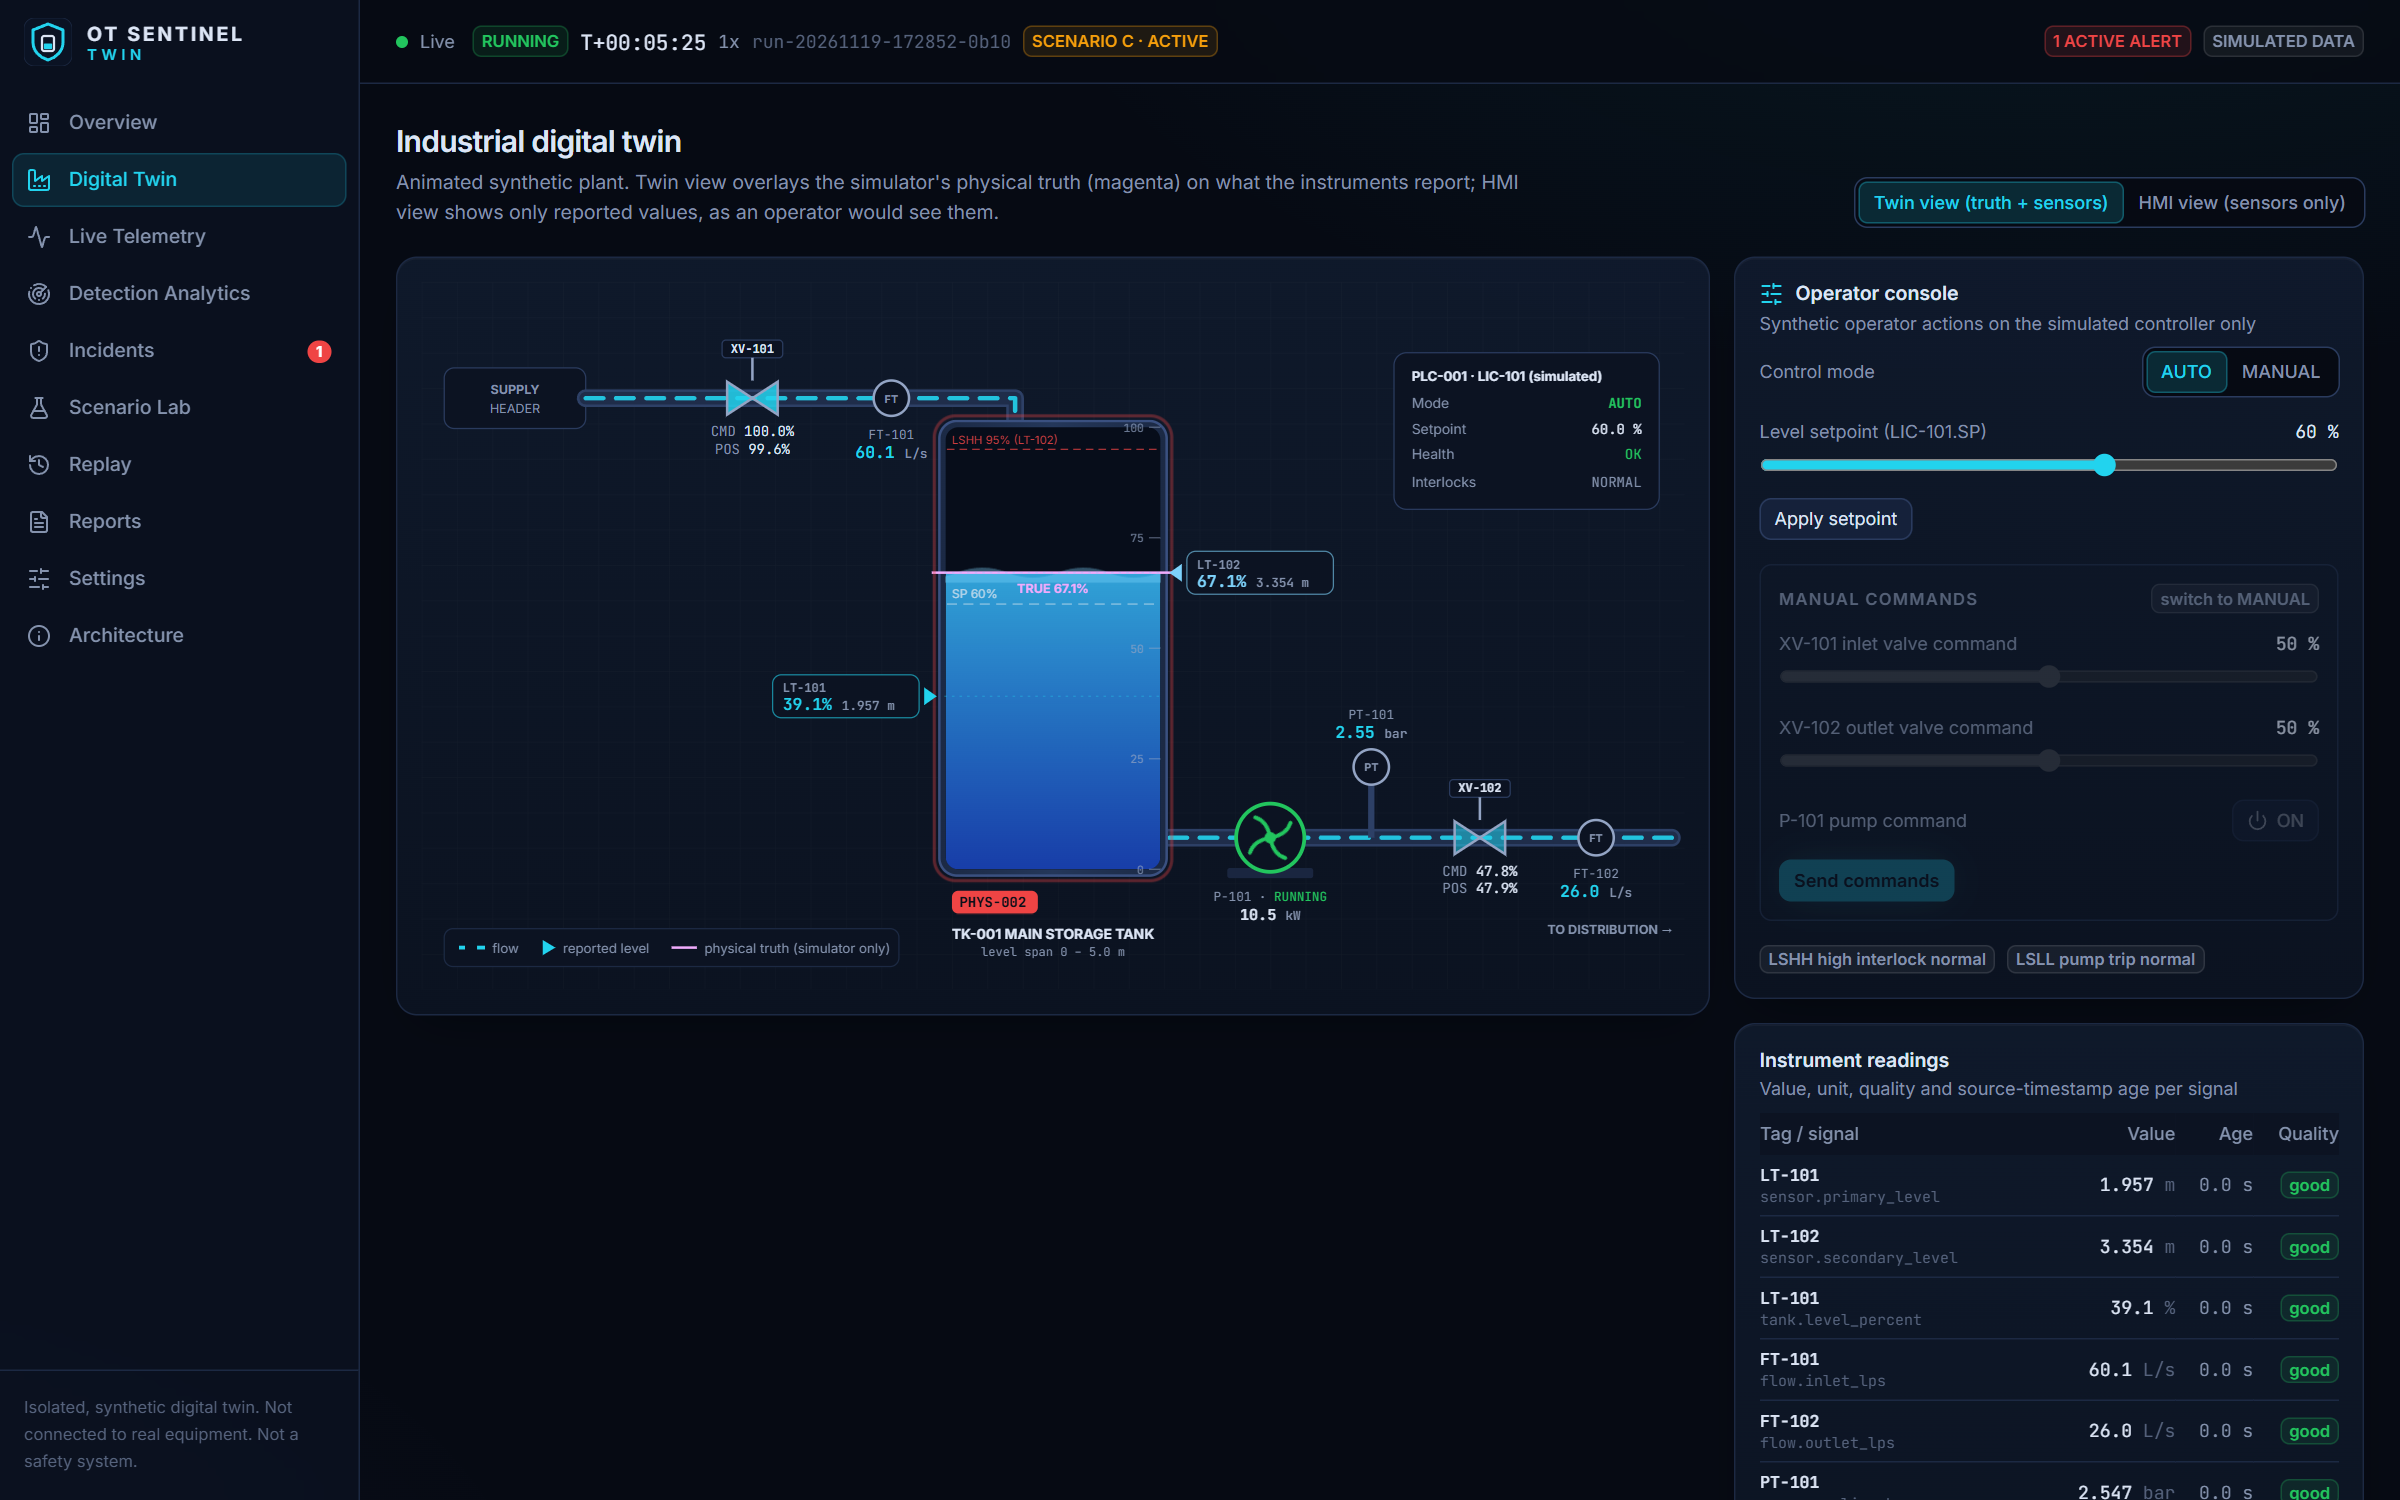 OT SENTINEL
TWIN
Overview
Digital Twin
Live Telemetry
Detection Analytics
Incidents
1
Scenario Lab
Replay
Reports
Settings
Architecture
Isolated, synthetic digital twin. Not
connected to real equipment. Not a
safety system.
Live
RUNNING
T+00:05:25
1x
run-20261119-172852-0b10
SCENARIO C · ACTIVE
1 ACTIVE ALERT
SIMULATED DATA
Industrial digital twin
Animated synthetic plant. Twin view overlays the simulator's physical truth (magenta) on what the instruments report; HMI
view shows only reported values, as an operator would see them.
Twin view (truth + sensors)
HMI view (sensors only)
SUPPLY
HEADER
XV-101
CMD 100.0%
POS 99.6%
FT
FT-101
60.1 L/s
LSHH 95% (LT-102)
100
75
50
25
0
SP 60%
TRUE 67.1%
LT-102
67.1% 3.354 m
LT-101
39.1% 1.957 m
PLC-001 · LIC-101 (simulated)
Mode AUTO
Setpoint 60.0 %
Health OK
Interlocks NORMAL
PT-101
2.55 bar
PT
XV-102
CMD 47.8%
POS 47.9%
FT
FT-102
26.0 L/s
P-101 · RUNNING
10.5 kW
TO DISTRIBUTION →
PHYS-002
TK-001 MAIN STORAGE TANK
level span 0 – 5.0 m
flow
reported level
physical truth (simulator only)
Operator console
Synthetic operator actions on the simulated controller only
Control mode
AUTO
MANUAL
Level setpoint (LIC-101.SP)
60 %
Apply setpoint
MANUAL COMMANDS
switch to MANUAL
XV-101 inlet valve command
50 %
XV-102 outlet valve command
50 %
P-101 pump command
ON
Send commands
LSHH high interlock normal
LSLL pump trip normal
Instrument readings
Value, unit, quality and source-timestamp age per signal
Tag / signal Value Age Quality
LT-101
sensor.primary_level
1.957 m 0.0 s good
LT-102
sensor.secondary_level
3.354 m 0.0 s good
LT-101
tank.level_percent
39.1 % 0.0 s good
FT-101
flow.inlet_lps
60.1 L/s 0.0 s good
FT-102
flow.outlet_lps
26.0 L/s 0.0 s good
PT-101
2.547 bar 0.0 s good